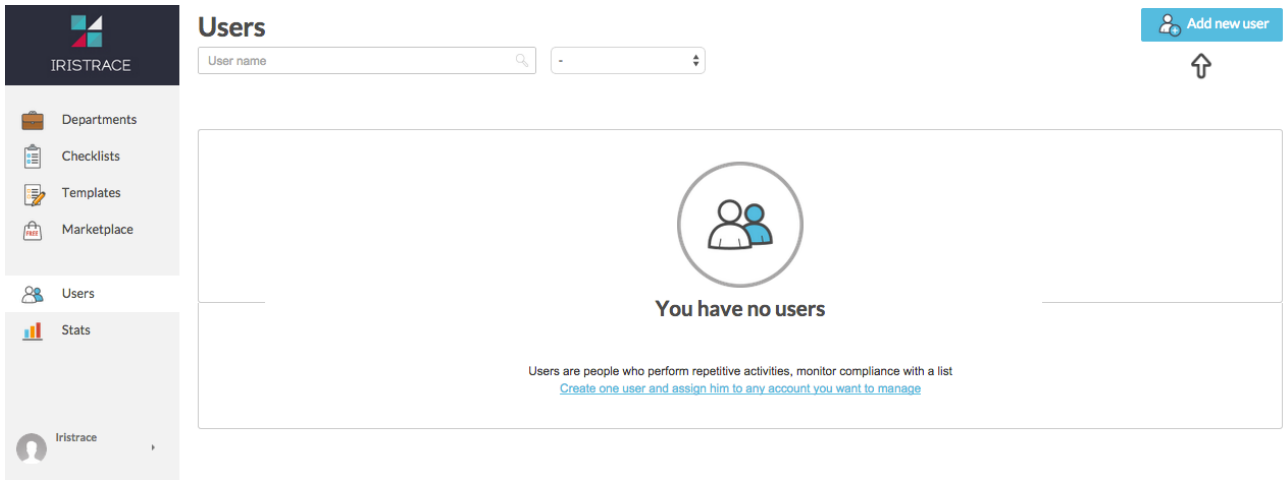 IRISTRACE
Users
Add new user
User name
-
Departments
Checklists
Templates
FREE
Marketplace
Users
Stats
You have no users
Users are people who perform repetitive activities, monitor compliance with a list
Create one user and assign him to any account you want to manage
Iristrace